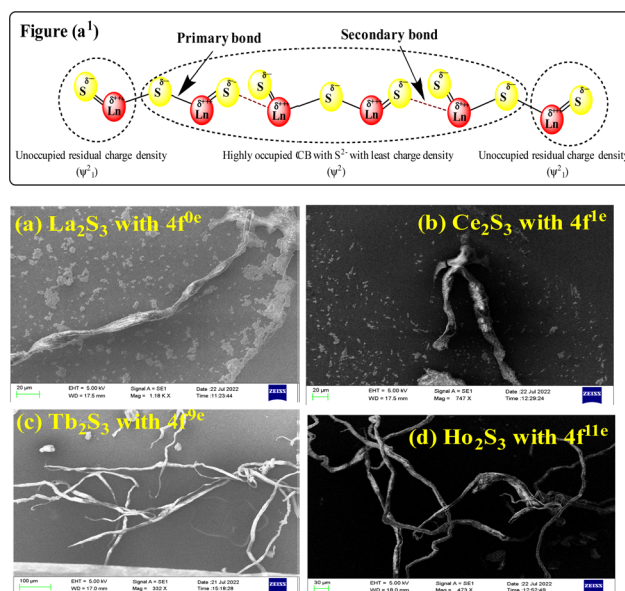 Figure (a¹)
Primary bond
Secondary bond
S δ⁻ Ln δ⁺⁺ S δ⁻ Ln δ⁺⁺ S δ⁻ S δ⁻ Ln δ⁺⁺ S δ⁻ Ln δ⁺⁺ S δ⁻ S δ⁻ Ln δ⁺⁺ S δ⁻ Ln δ⁺⁺ S δ⁻
Unoccupied residual charge density
(ψ²₁)
Highly occupied CB with S²⁻ with least charge density
(ψ²)
Unoccupied residual charge density
(ψ²₁)
(a) La₂S₃ with 4f⁰ᵉ
20 µm
EHT = 5.00 kV
WD = 17.5 mm
Signal A = SE1
Mag = 1.18 K X
Date :22 Jul 2022
Time :11:23:44
ZEISS
(b) Ce₂S₃ with 4f¹ᵉ
20 µm
EHT = 5.00 kV
WD = 17.5 mm
Signal A = SE1
Mag = 747 X
Date :22 Jul 2022
Time :12:29:24
ZEISS
(c) Tb₂S₃ with 4f⁹ᵉ
100 µm
EHT = 5.00 kV
WD = 17.0 mm
Signal A = SE1
Mag = 332 X
Date :21 Jul 2022
Time :15:18:28
ZEISS
(d) Ho₂S₃ with 4f¹¹ᵉ
30 µm
EHT = 5.00 kV
WD = 18.0 mm
Signal A = SE1
Mag = 473 X
Date :22 Jul 2022
Time :17:52:49
ZEISS